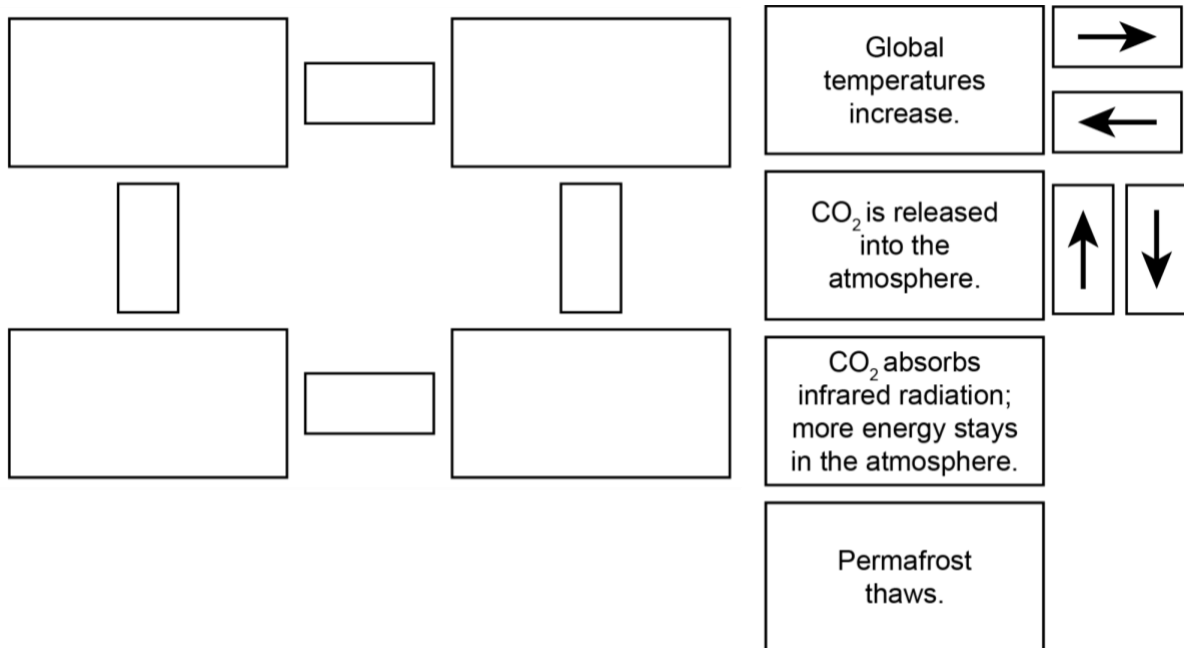 Global
temperatures
increase.
CO₂ is released
into the
atmosphere.
CO₂ absorbs
infrared radiation;
more energy stays
in the atmosphere.
Permafrost
thaws.